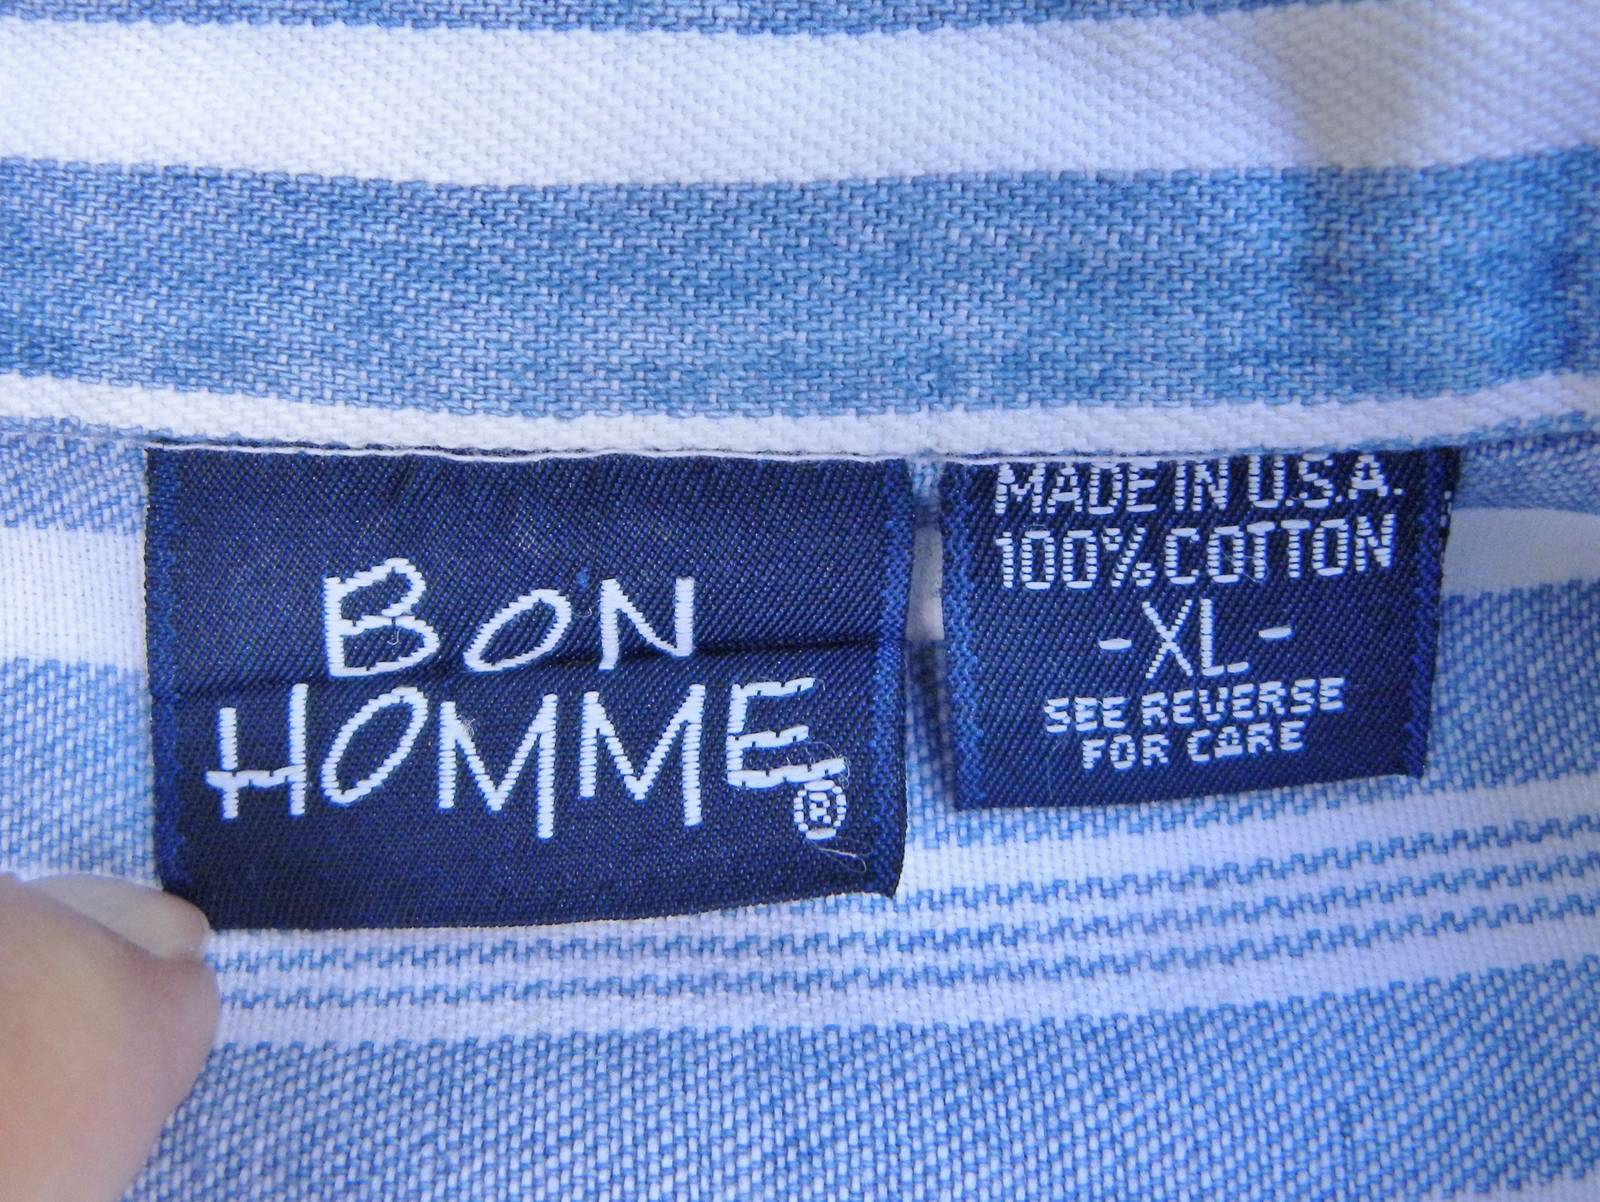 BON
HOMME®
MADE IN U.S.A.
100% COTTON
- XL -
SEE REVERSE
FOR CARE